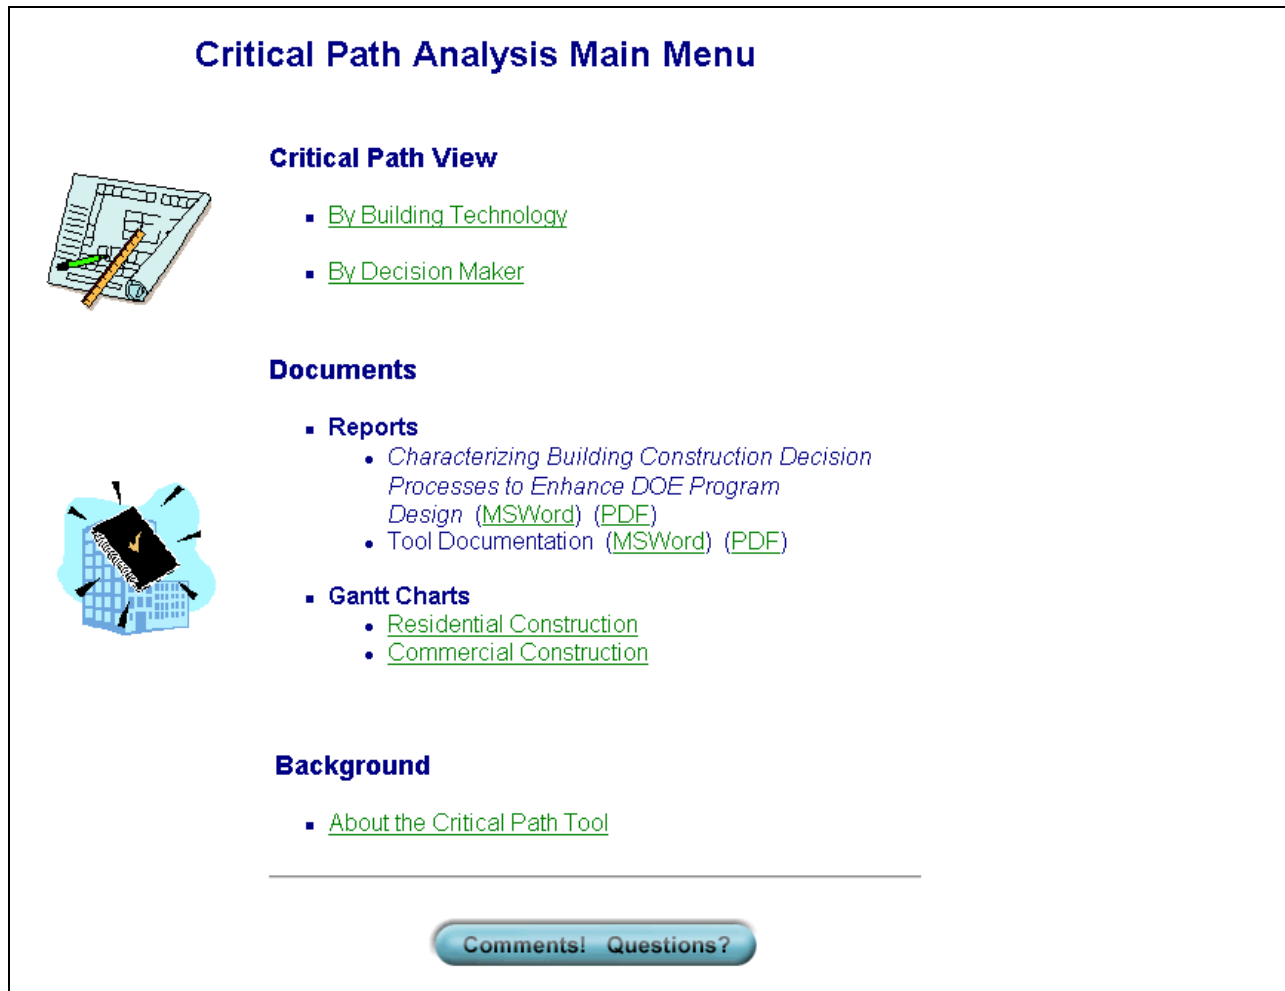 Critical Path Analysis Main Menu
Critical Path View
By Building Technology
By Decision Maker
Documents
Reports
Characterizing Building Construction Decision
Processes to Enhance DOE Program
Design (MSWord) (PDF)
Tool Documentation (MSWord) (PDF)
Gantt Charts
Residential Construction
Commercial Construction
Background
About the Critical Path Tool
Comments! Questions?